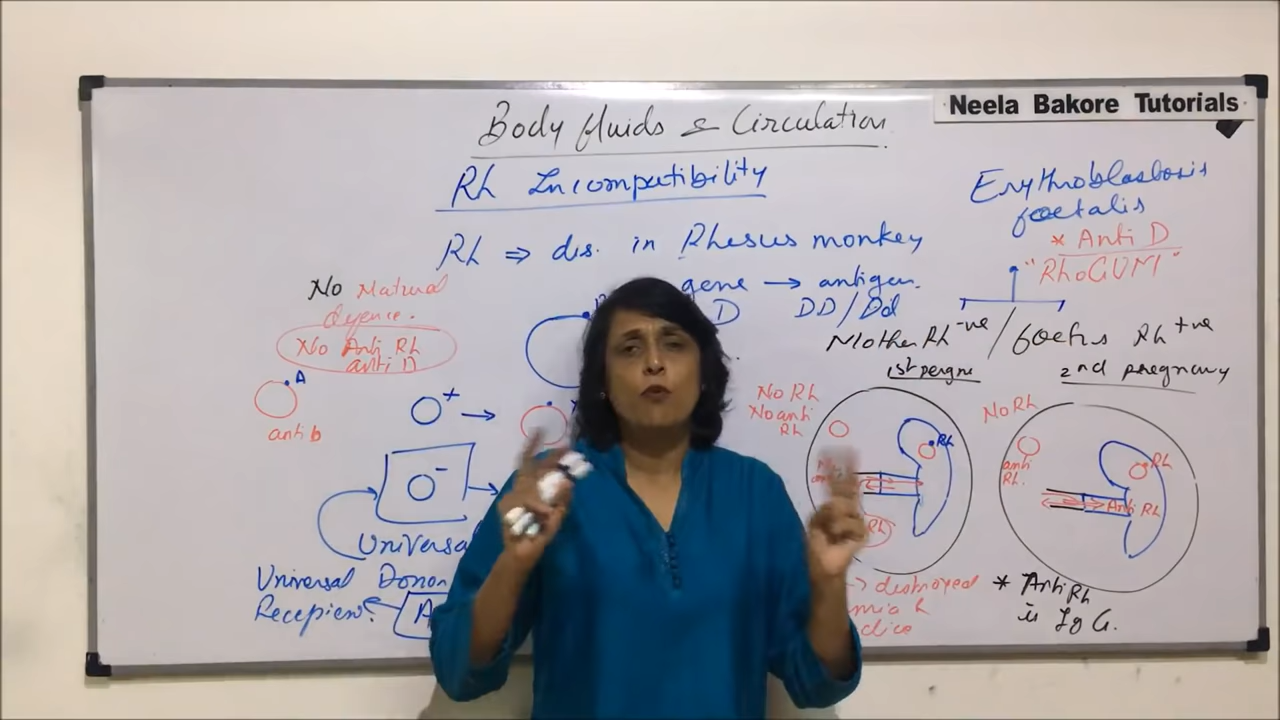 Neela Bakore Tutorials
Body fluids & Circulation
Rh Incompatibility
Rh ⇒ dis. in Rhesus monkey
gene → antigen.
D DD/Dd
Erythroblastosis
foetalis
* Anti D
"RhoGUM"
Mother Rh -ve / foetus Rh +ve
1st pergne
2nd pregnancy
No Natural
No Anti Rh
anti D
A
anti b
O+ →
O- →
Universal Donor
Recepient?
No Rh
No anti
Rh
Rh
destroyed
No Rh
anti
Rh.
Rh
Anti Rh
* Anti Rh
is IgG.